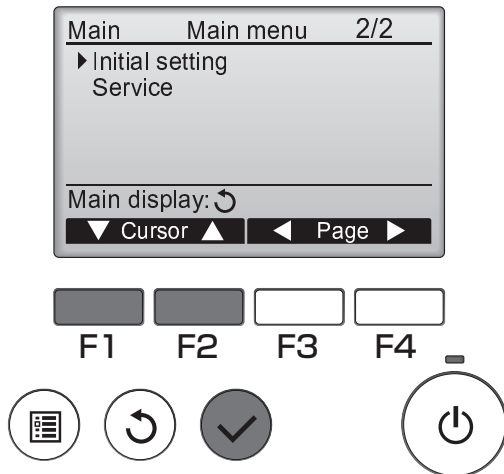 Main Main menu 2/2
Initial setting
Service
Main display:
Cursor Page
F1 F2 F3 F4